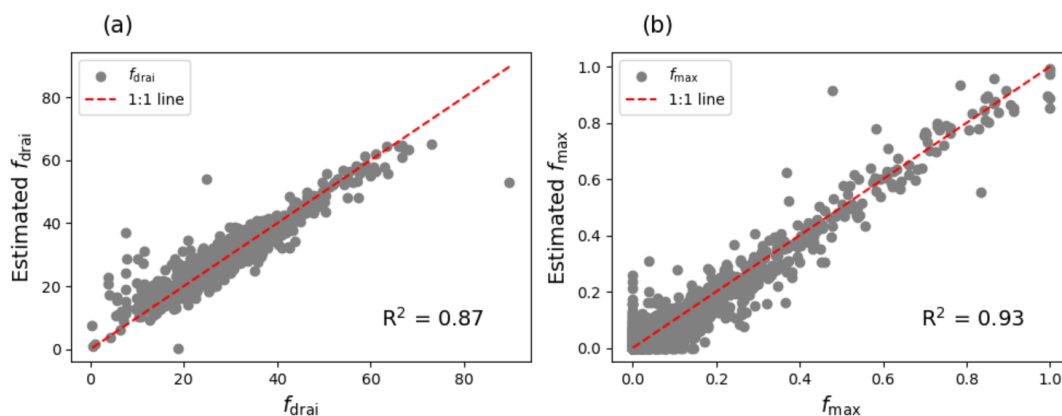 (a)
f_drai
1:1 line
Estimated f_drai
80
60
40
20
0
R² = 0.87
0 20 40 60 80
f_drai
(b)
f_max
1:1 line
Estimated f_max
1.0
0.8
0.6
0.4
0.2
0.0
R² = 0.93
0.0 0.2 0.4 0.6 0.8 1.0
f_max